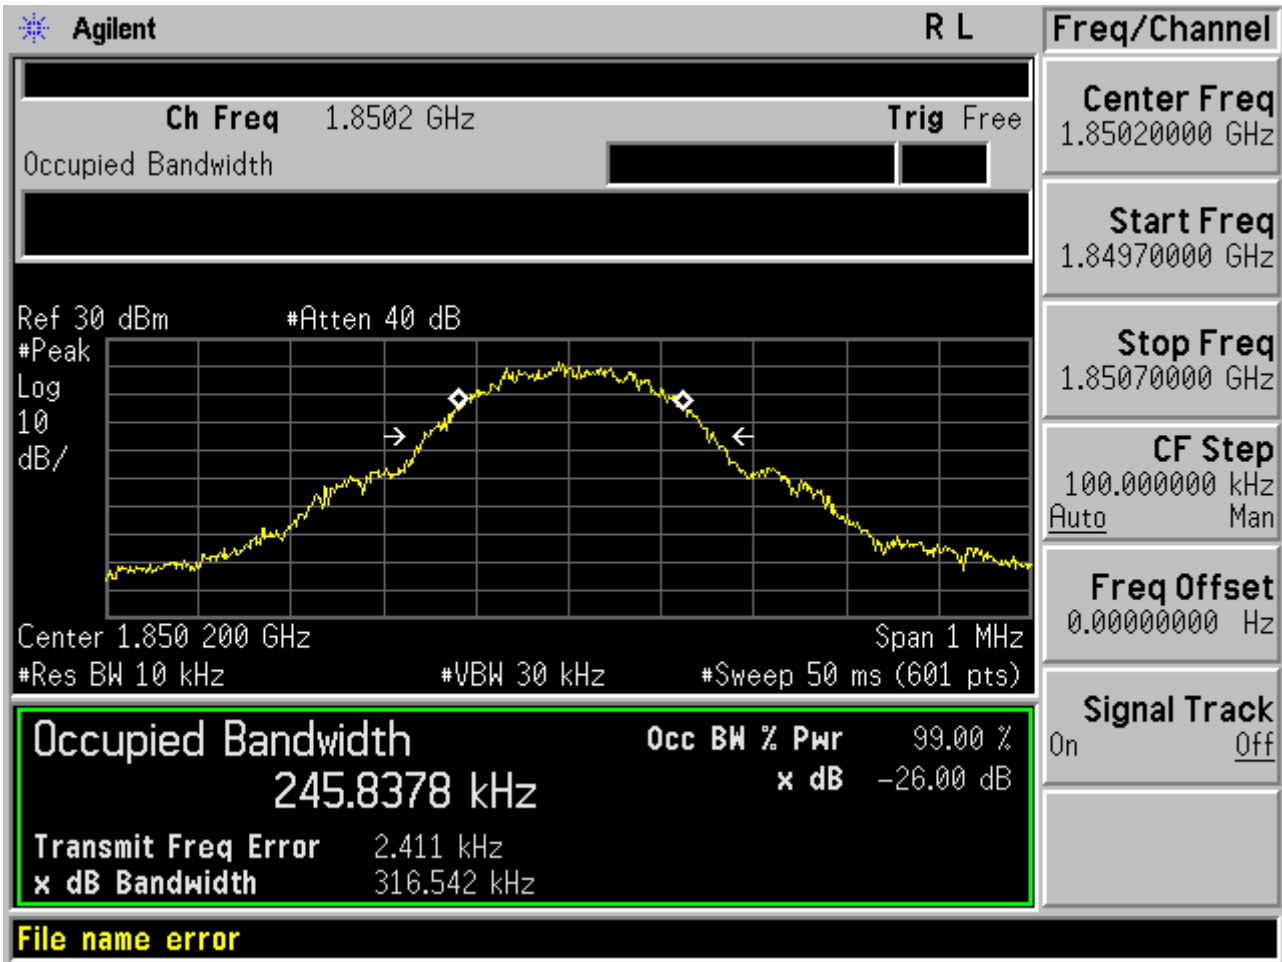 Agilent R L Freq/Channel
Ch Freq 1.8502 GHz Trig Free
Occupied Bandwidth
Center Freq
1.85020000 GHz
Start Freq
1.84970000 GHz
Stop Freq
1.85070000 GHz
CF Step
100.000000 kHz
Auto Man
Freq Offset
0.00000000 Hz
Signal Track
On Off
Ref 30 dBm #Atten 40 dB
#Peak
Log
10
dB/
Center 1.850 200 GHz Span 1 MHz
#Res BW 10 kHz #VBW 30 kHz #Sweep 50 ms (601 pts)
Occupied Bandwidth Occ BW % Pwr 99.00 %
245.8378 kHz x dB -26.00 dB
Transmit Freq Error 2.411 kHz
x dB Bandwidth 316.542 kHz
File name error